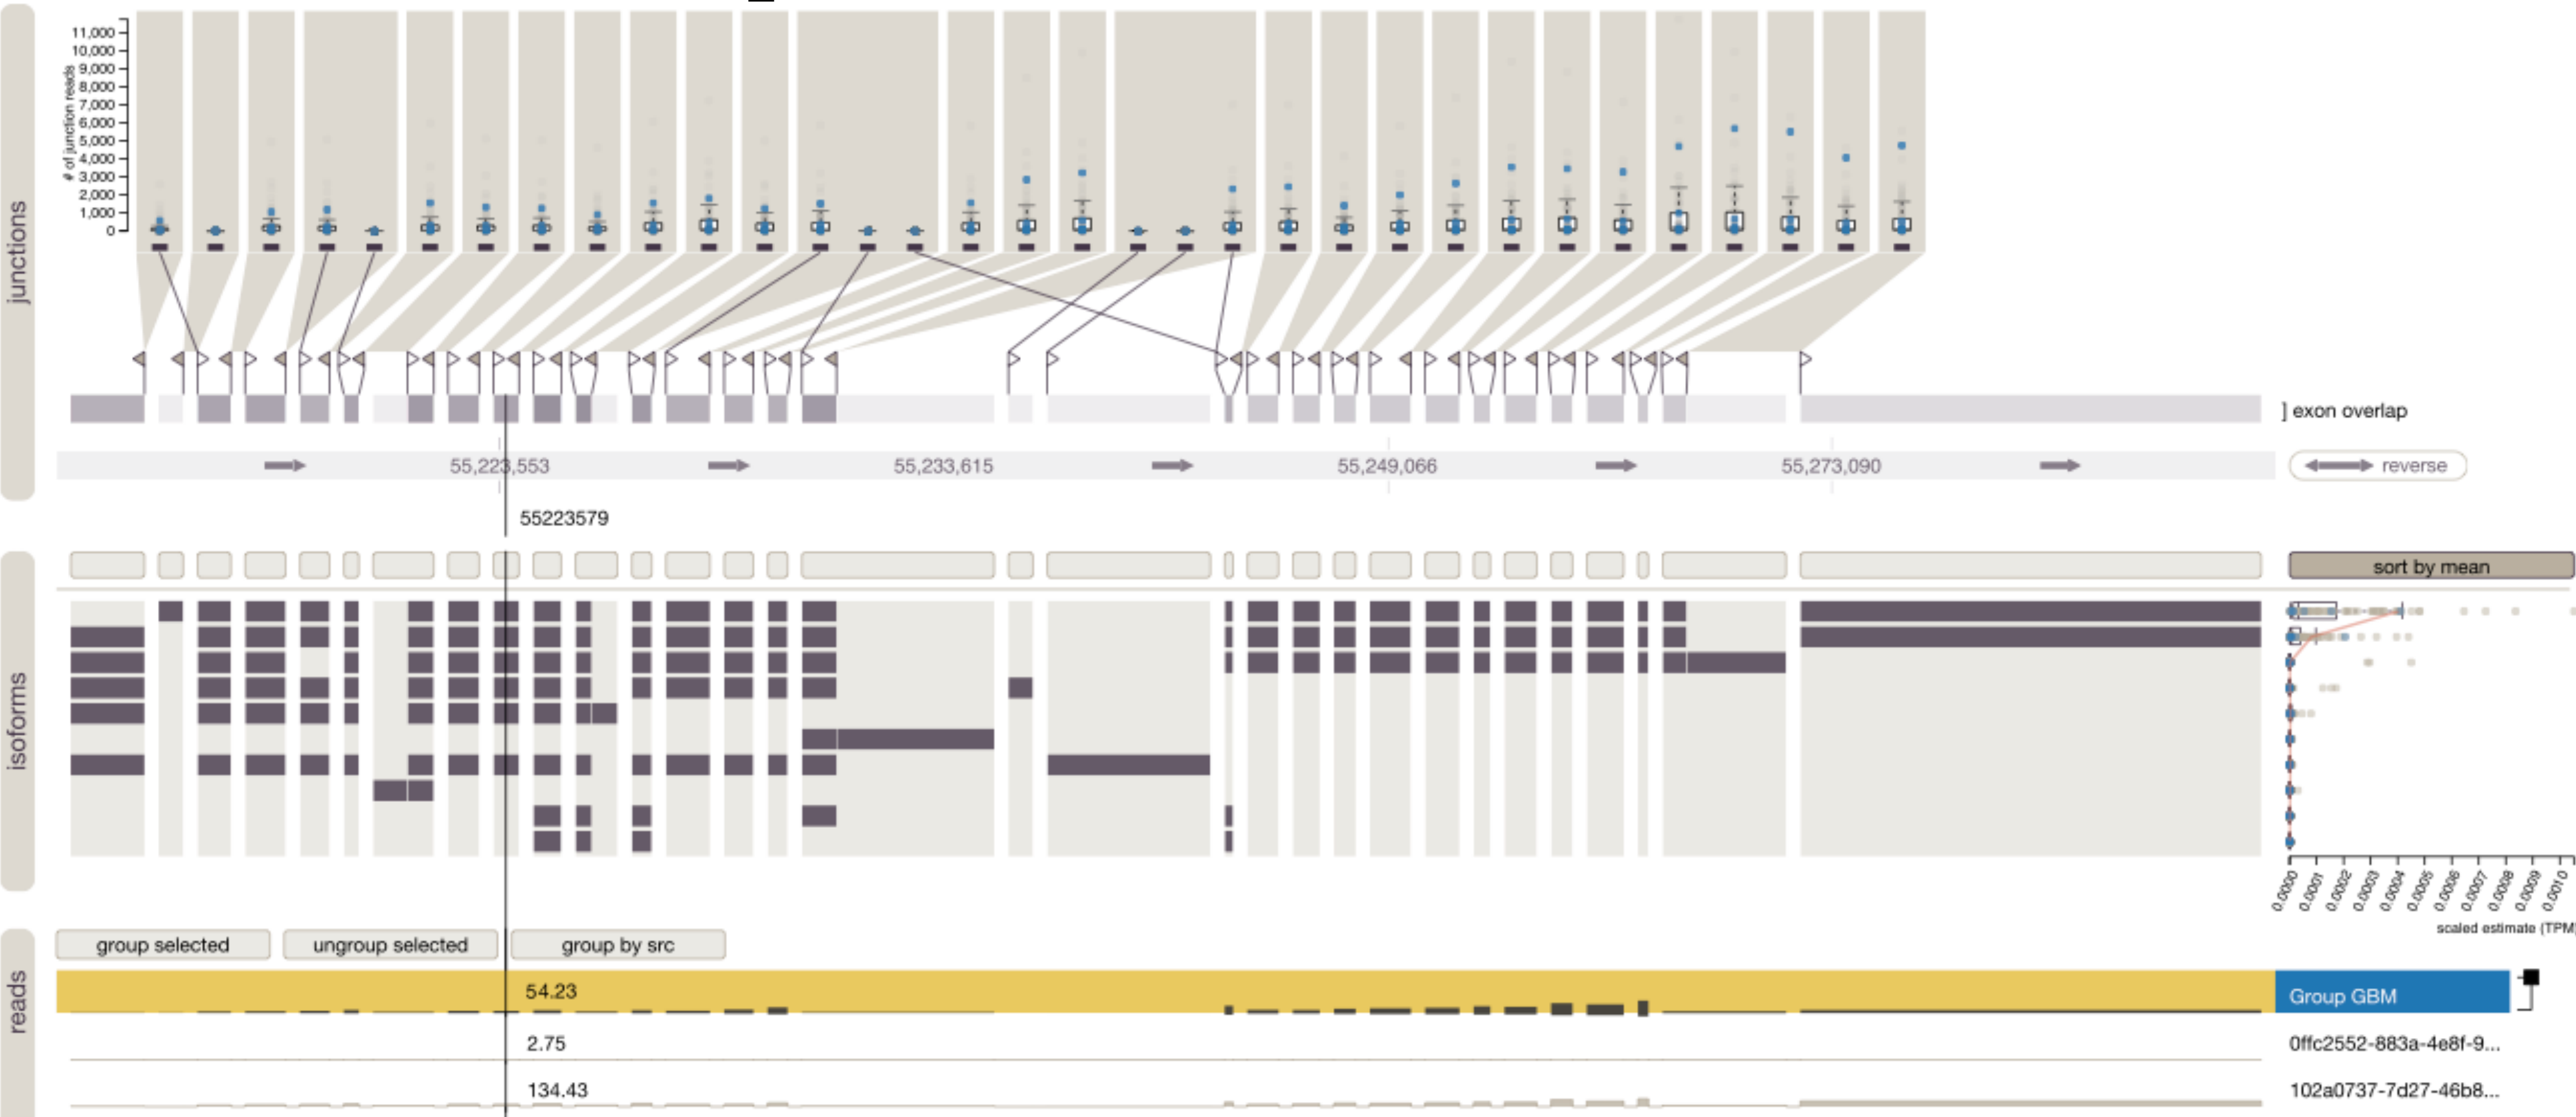 junctions
# of junction reads
11,000
10,000
9,000
8,000
7,000
6,000
5,000
4,000
3,000
2,000
1,000
0
] exon overlap
55,223,553
55,233,615
55,249,066
55,273,090
reverse
55223579
isoforms
sort by mean
0.0000
0.0001
0.0002
0.0003
0.0004
0.0005
0.0006
0.0007
0.0008
0.0009
0.0010
scaled estimate (TPM
reads
group selected
ungroup selected
group by src
54.23
Group GBM
2.75
0ffc2552-883a-4e8f-9...
134.43
102a0737-7d27-46b8...